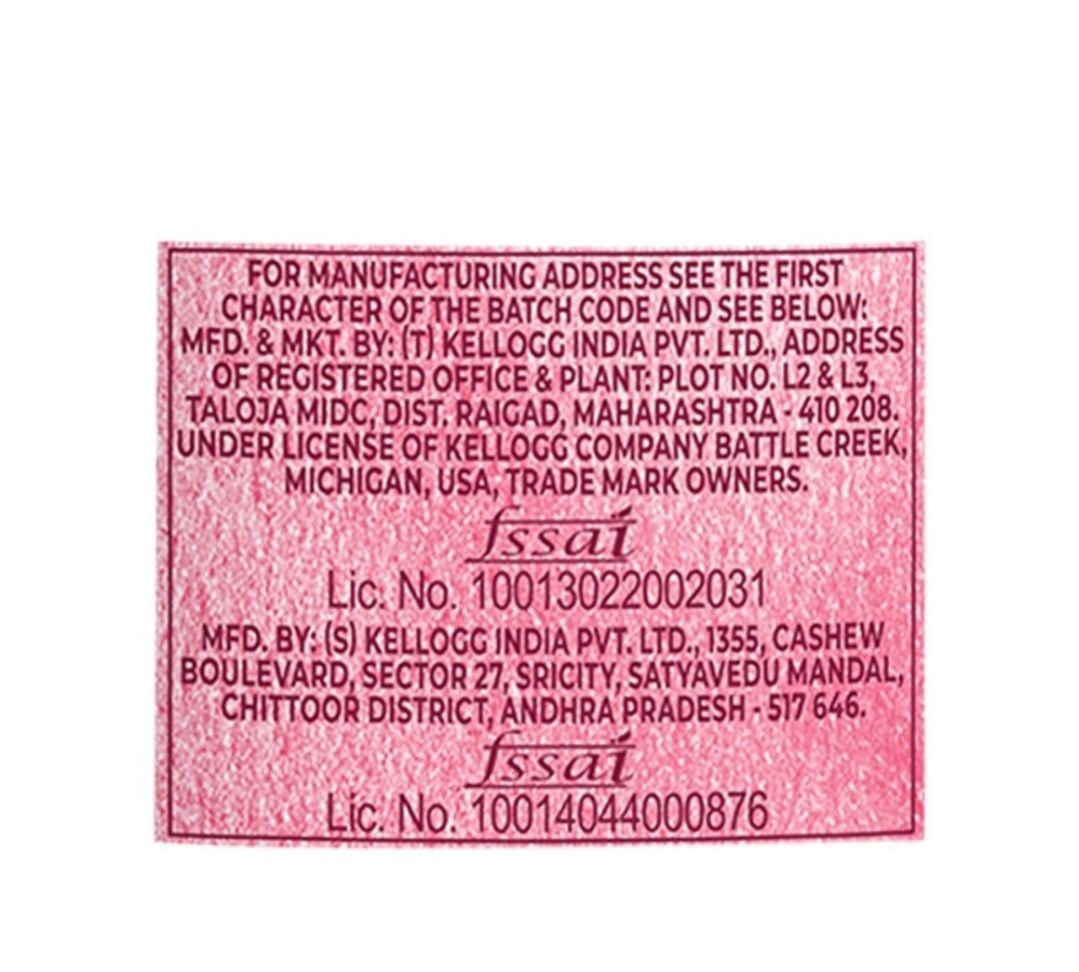 FOR MANUFACTURING ADDRESS SEE THE FIRST
CHARACTER OF THE BATCH CODE AND SEE BELOW:
MFD. & MKT. BY: (T) KELLOGG INDIA PVT. LTD., ADDRESS
OF REGISTERED OFFICE & PLANT: PLOT NO. L2 & L3,
TALOJA MIDC, DIST. RAIGAD, MAHARASHTRA - 410 208.
UNDER LICENSE OF KELLOGG COMPANY BATTLE CREEK,
MICHIGAN, USA, TRADE MARK OWNERS.
fssai
Lic. No. 10013022002031
MFD. BY: (S) KELLOGG INDIA PVT. LTD., 1355, CASHEW
BOULEVARD, SECTOR 27, SRICITY, SATYAVEDU MANDAL,
CHITTOOR DISTRICT, ANDHRA PRADESH - 517 646.
fssai
Lic. No. 10014044000876